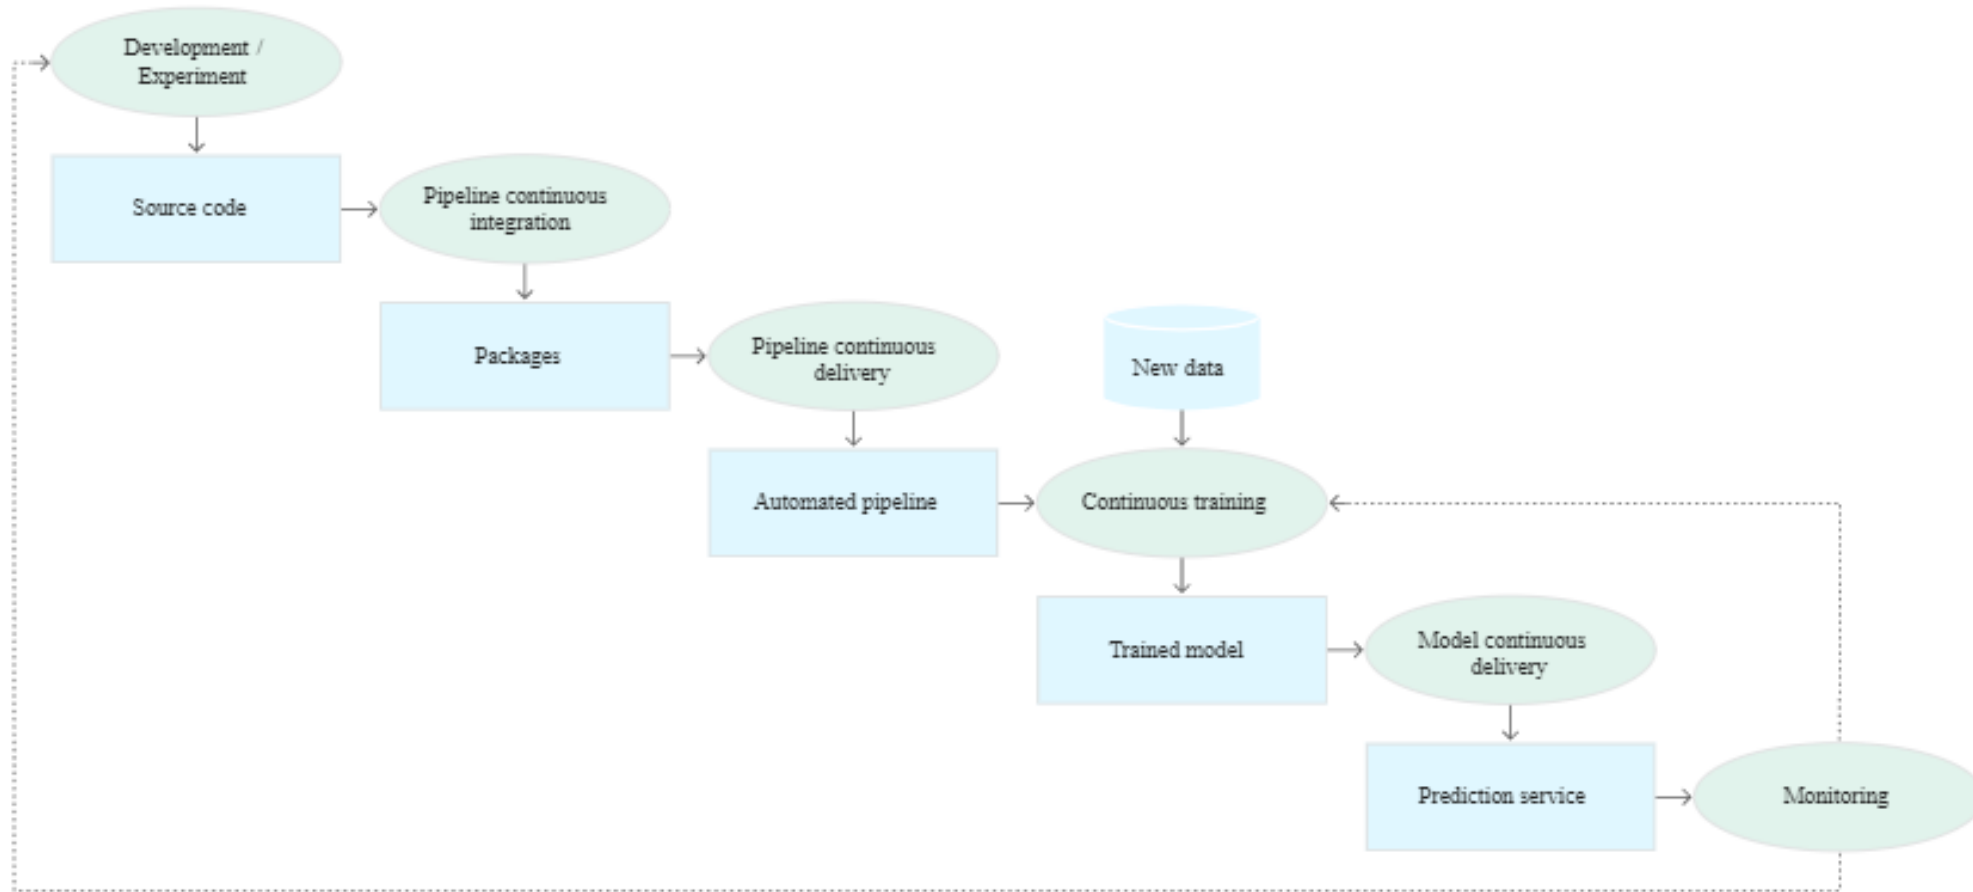 Development /
Experiment
Source code
Pipeline continuous
integration
Packages
Pipeline continuous
delivery
New data
Automated pipeline
Continuous training
Trained model
Model continuous
delivery
Prediction service
Monitoring